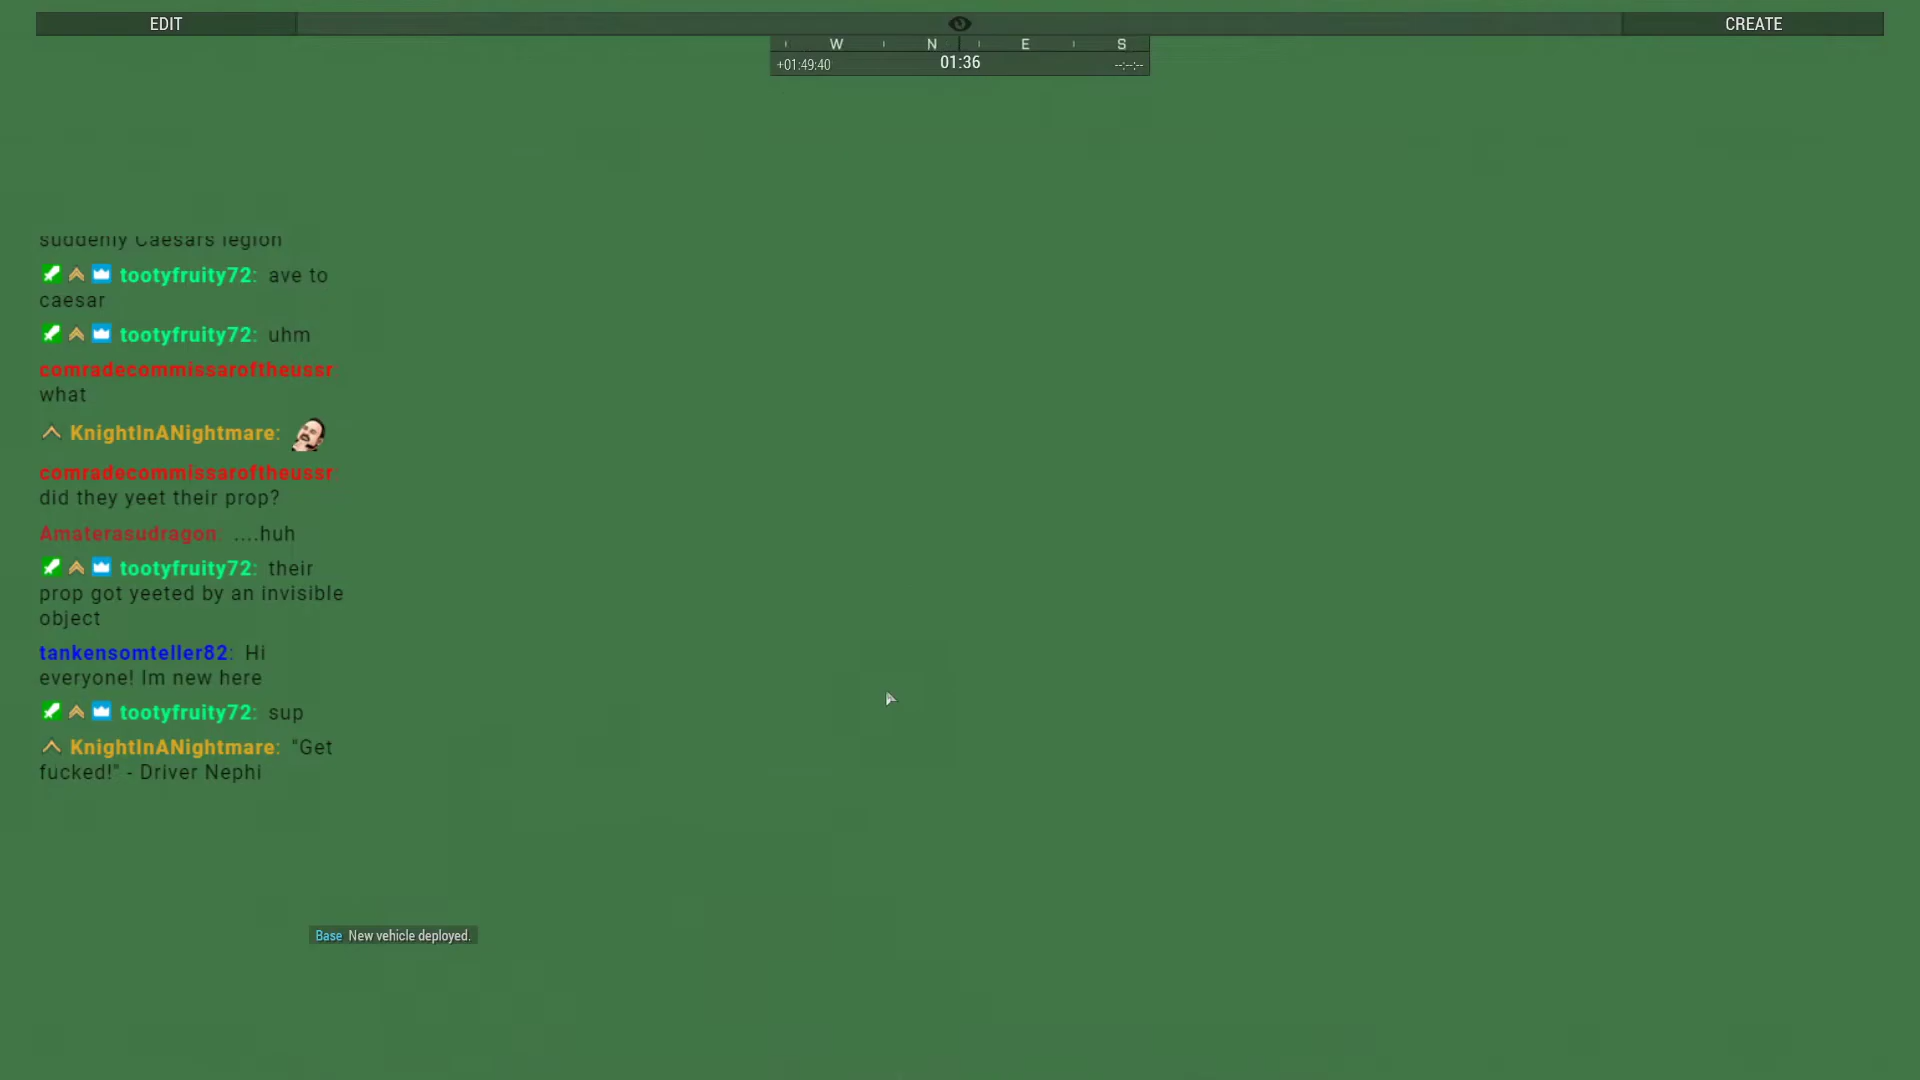 EDIT
CREATE
W N E S
+01:49:40 01:36 --:--:--
suddenly Caesars legion
tootyfruity72: ave to
caesar
tootyfruity72: uhm
comradecommissaroftheussr
what
KnightInANightmare:
comradecommissaroftheussr
did they yeet their prop?
Amaterasudragon: ....huh
tootyfruity72: their
prop got yeeted by an invisible
object
tankensomteller82: Hi
everyone! Im new here
tootyfruity72: sup
KnightInANightmare: "Get
fucked!" - Driver Nephi
Base New vehicle deployed.